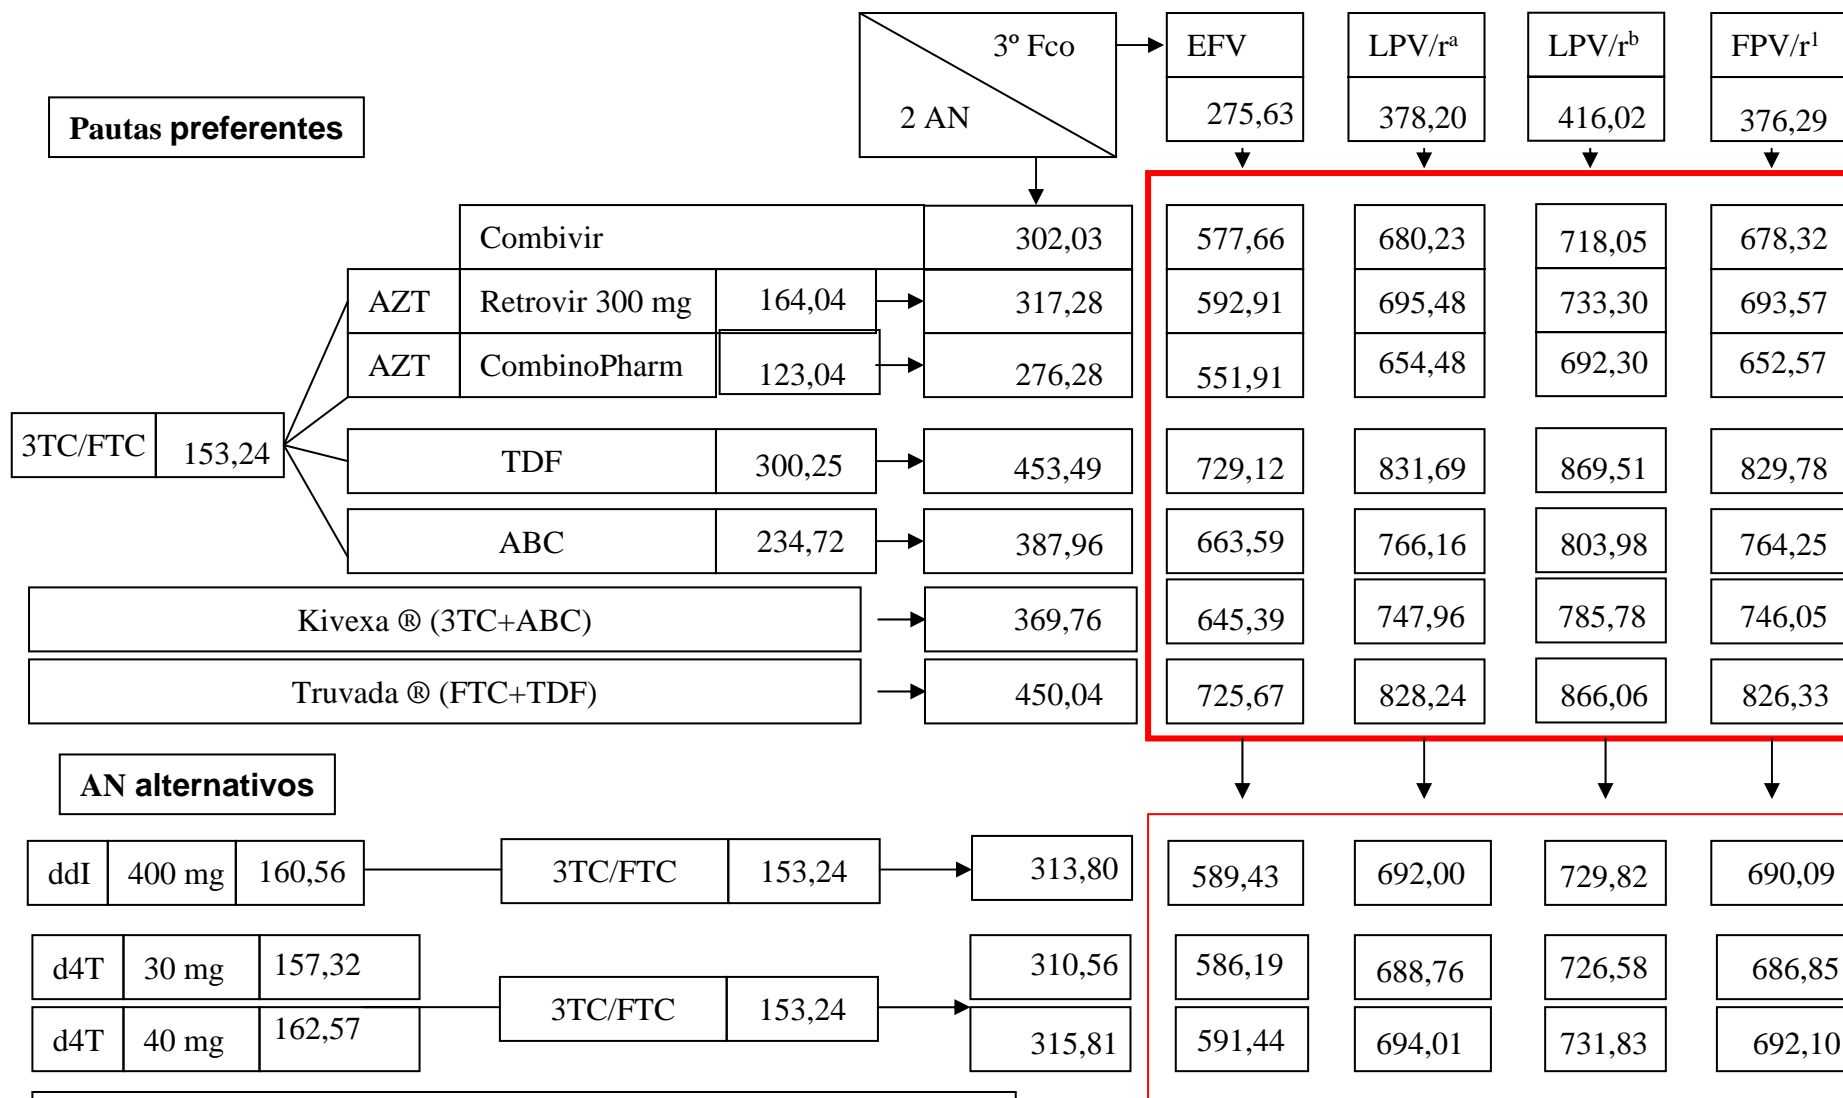 3º Fco EFV LPV/rᵃ LPV/rᵇ FPV/r¹
2 AN 275,63 378,20 416,02 376,29
Pautas preferentes
Combivir 302,03 577,66 680,23 718,05 678,32
AZT Retrovir 300 mg 164,04 317,28 592,91 695,48 733,30 693,57
AZT CombinoPharm 123,04 276,28 551,91 654,48 692,30 652,57
3TC/FTC 153,24
TDF 300,25 453,49 729,12 831,69 869,51 829,78
ABC 234,72 387,96 663,59 766,16 803,98 764,25
Kivexa ® (3TC+ABC) 369,76 645,39 747,96 785,78 746,05
Truvada ® (FTC+TDF) 450,04 725,67 828,24 866,06 826,33
AN alternativos
ddI 400 mg 160,56 3TC/FTC 153,24 313,80 589,43 692,00 729,82 690,09
d4T 30 mg 157,32 310,56 586,19 688,76 726,58 686,85
3TC/FTC 153,24
d4T 40 mg 162,57 315,81 591,44 694,01 731,83 692,10